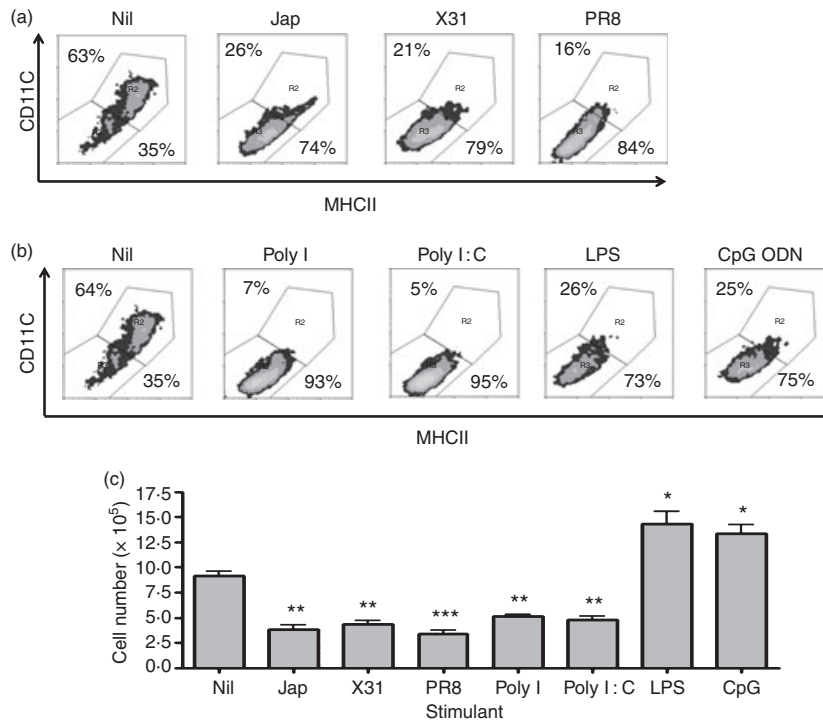 (a)
Nil Jap X31 PR8
63% 26% 21% 16%
R2 R2 R2 R2
R3 R3 R3
35% 74% 79% 84%
CD11C
MHCII
(b)
Nil Poly I Poly I:C LPS CpG ODN
64% 7% 5% 26% 25%
R2 R2 R2 R2 R2
R3 R3 R3
35% 93% 95% 73% 75%
CD11C
MHCII
(c)
Cell number (× 10⁵)
17·5
15·0
12·5
10·0
7·5
5·0
2·5
0·0
** ** *** ** ** * *
Nil Jap X31 PR8 Poly I Poly I:C LPS CpG
Stimulant